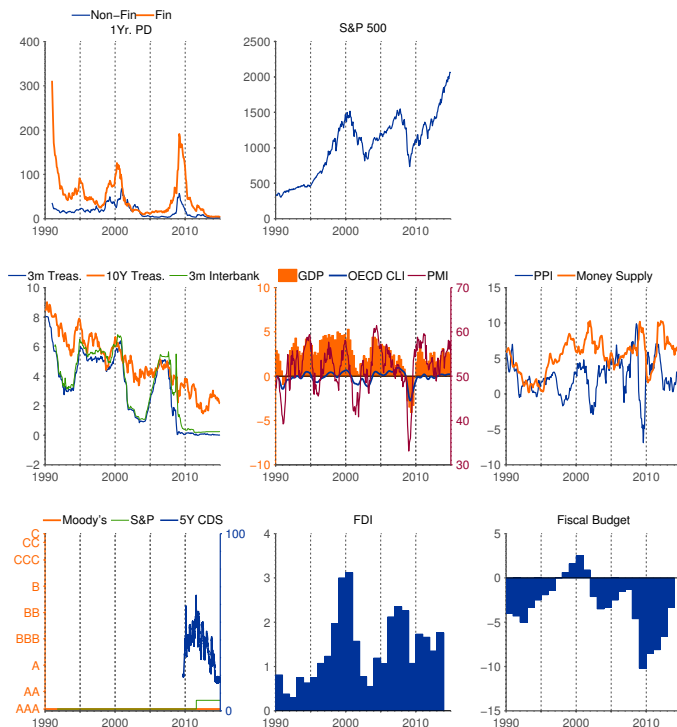 Non−Fin Fin
1Yr. PD
S&P 500
400
300
200
100
0
1990 2000 2010
2500
2000
1500
1000
500
0
1990 2000 2010
3m Treas. 10Y Treas. 3m Interbank
GDP OECD CLI PMI
PPI Money Supply
10
8
6
4
2
0
−2
1990 2000 2010
10
5
0
−5
−10
70
60
50
40
30
1990 2000 2010
15
10
5
0
−5
−10
1990 2000 2010
Moody's S&P 5Y CDS
FDI
Fiscal Budget
C
CC
CCC
B
BB
BBB
A
AA
AAA
100
0
1990 2000 2010
4
3
2
1
0
1990 2000 2010
5
0
−5
−10
−15
1990 2000 2010